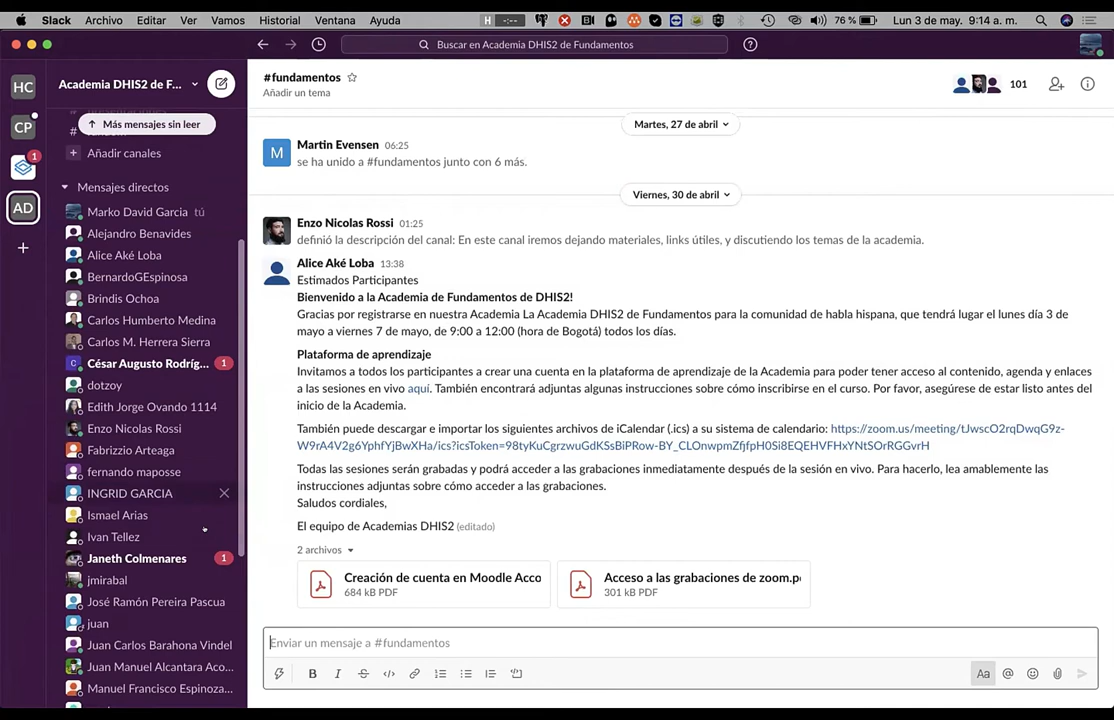 Slack Archivo Editar Ver Vamos Historial Ventana Ayuda H -:-- 76 % Lun 3 de may. 9:14 a. m.
Buscar en Academia DHIS2 de Fundamentos
HC
CP
1
AD
Academia DHIS2 de F...
Más mensajes sin leer
Añadir canales
Mensajes directos
Marko David Garcia tú
Alejandro Benavides
Alice Aké Loba
BernardoGEspinosa
Brindis Ochoa
Carlos Humberto Medina
Carlos M. Herrera Sierra
C César Augusto Rodríg... 1
dotzoy
Edith Jorge Ovando 1114
Enzo Nicolas Rossi
Fabrizzio Arteaga
fernando maposse
INGRID GARCIA
Ismael Arias
Ivan Tellez
Janeth Colmenares 1
jmirabal
José Ramón Pereira Pascua
juan
Juan Carlos Barahona Vindel
Juan Manuel Alcantara Aco...
Manuel Francisco Espinoza...
#fundamentos
Añadir un tema
101
Martes, 27 de abril
M
Martin Evensen 06:25
se ha unido a #fundamentos junto con 6 más.
Viernes, 30 de abril
Enzo Nicolas Rossi 01:25
definió la descripción del canal: En este canal iremos dejando materiales, links útiles, y discutiendo los temas de la academia.
Alice Aké Loba 13:38
Estimados Participantes
Bienvenido a la Academia de Fundamentos de DHIS2!
Gracias por registrarse en nuestra Academia La Academia DHIS2 de Fundamentos para la comunidad de habla hispana, que tendrá lugar el lunes día 3 de
mayo a viernes 7 de mayo, de 9:00 a 12:00 (hora de Bogotá) todos los días.
Plataforma de aprendizaje
Invitamos a todos los participantes a crear una cuenta en la plataforma de aprendizaje de la Academia para poder tener acceso al contenido, agenda y enlaces
a las sesiones en vivo aquí. También encontrará adjuntas algunas instrucciones sobre cómo inscribirse en el curso. Por favor, asegúrese de estar listo antes del
inicio de la Academia.
También puede descargar e importar los siguientes archivos de iCalendar (.ics) a su sistema de calendario: https://zoom.us/meeting/tJwscO2rqDwqG9z-
W9rA4V2g6YphfYjBwXHa/ics?icsToken=98tyKuCgrzwuGdKSsBiPRow-BY_CLOnwpmZfjfpH0Si8EQEHVFHxYNtSOrRGGvrH
Todas las sesiones serán grabadas y podrá acceder a las grabaciones inmediatamente después de la sesión en vivo. Para hacerlo, lea amablemente las
instrucciones adjuntas sobre cómo acceder a las grabaciones.
Saludos cordiales,
El equipo de Academias DHIS2 (editado)
2 archivos
Creación de cuenta en Moodle Acco
684 kB PDF
Acceso a las grabaciones de zoom.p
301 kB PDF
Enviar un mensaje a #fundamentos
B I S Aa @